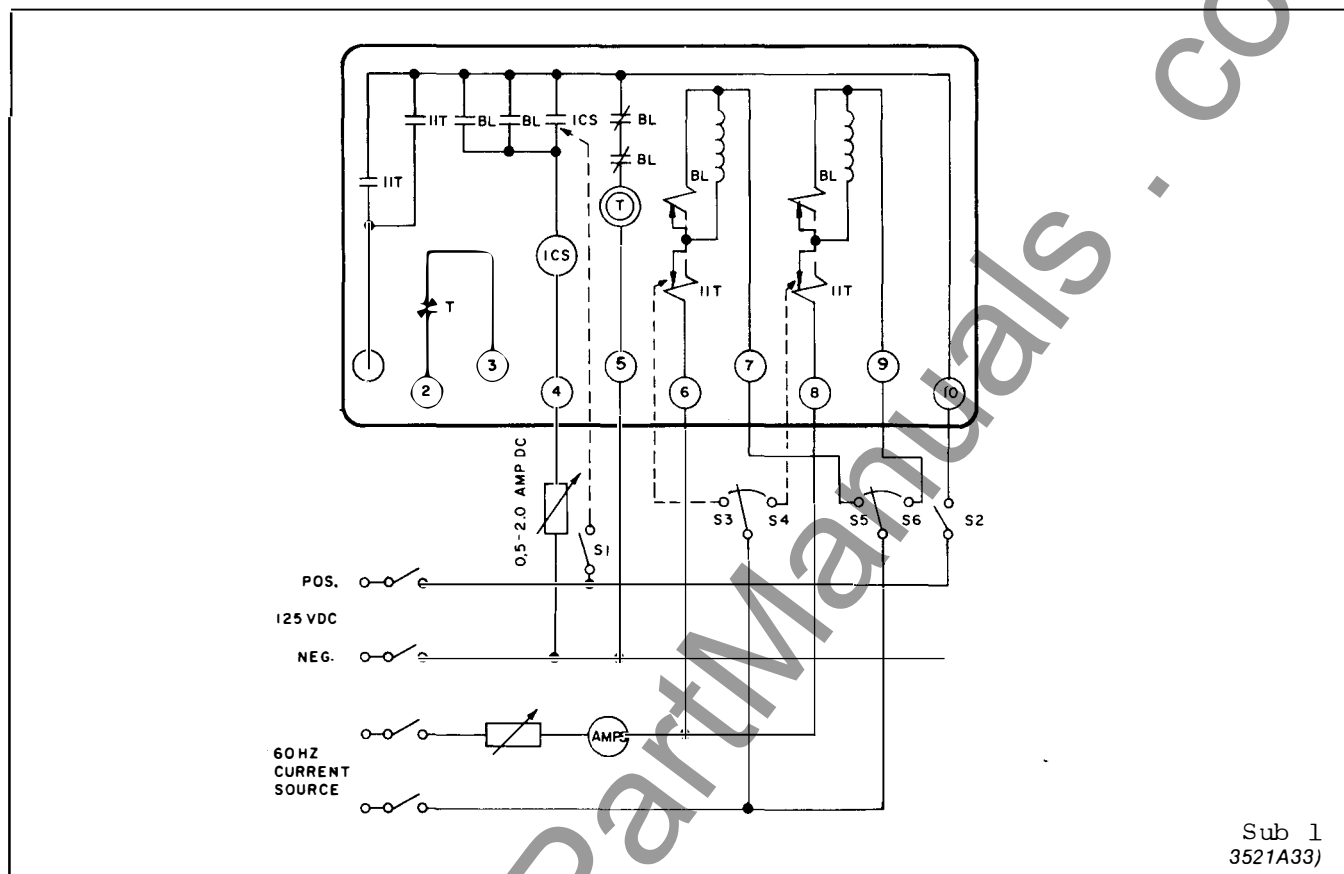 IIT
BL
BL
ICS
BL
BL
IIT
T
ICS
T
BL
IIT
BL
IIT
2
3
4
5
6
7
8
9
10
0.5-2.0 AMP DC
S1
S3
S4
S5
S6
S2
POS.
125 VDC
NEG.
AMPS
60 HZ
CURRENT
SOURCE
PartManuals . co
Sub 1
3521A33)